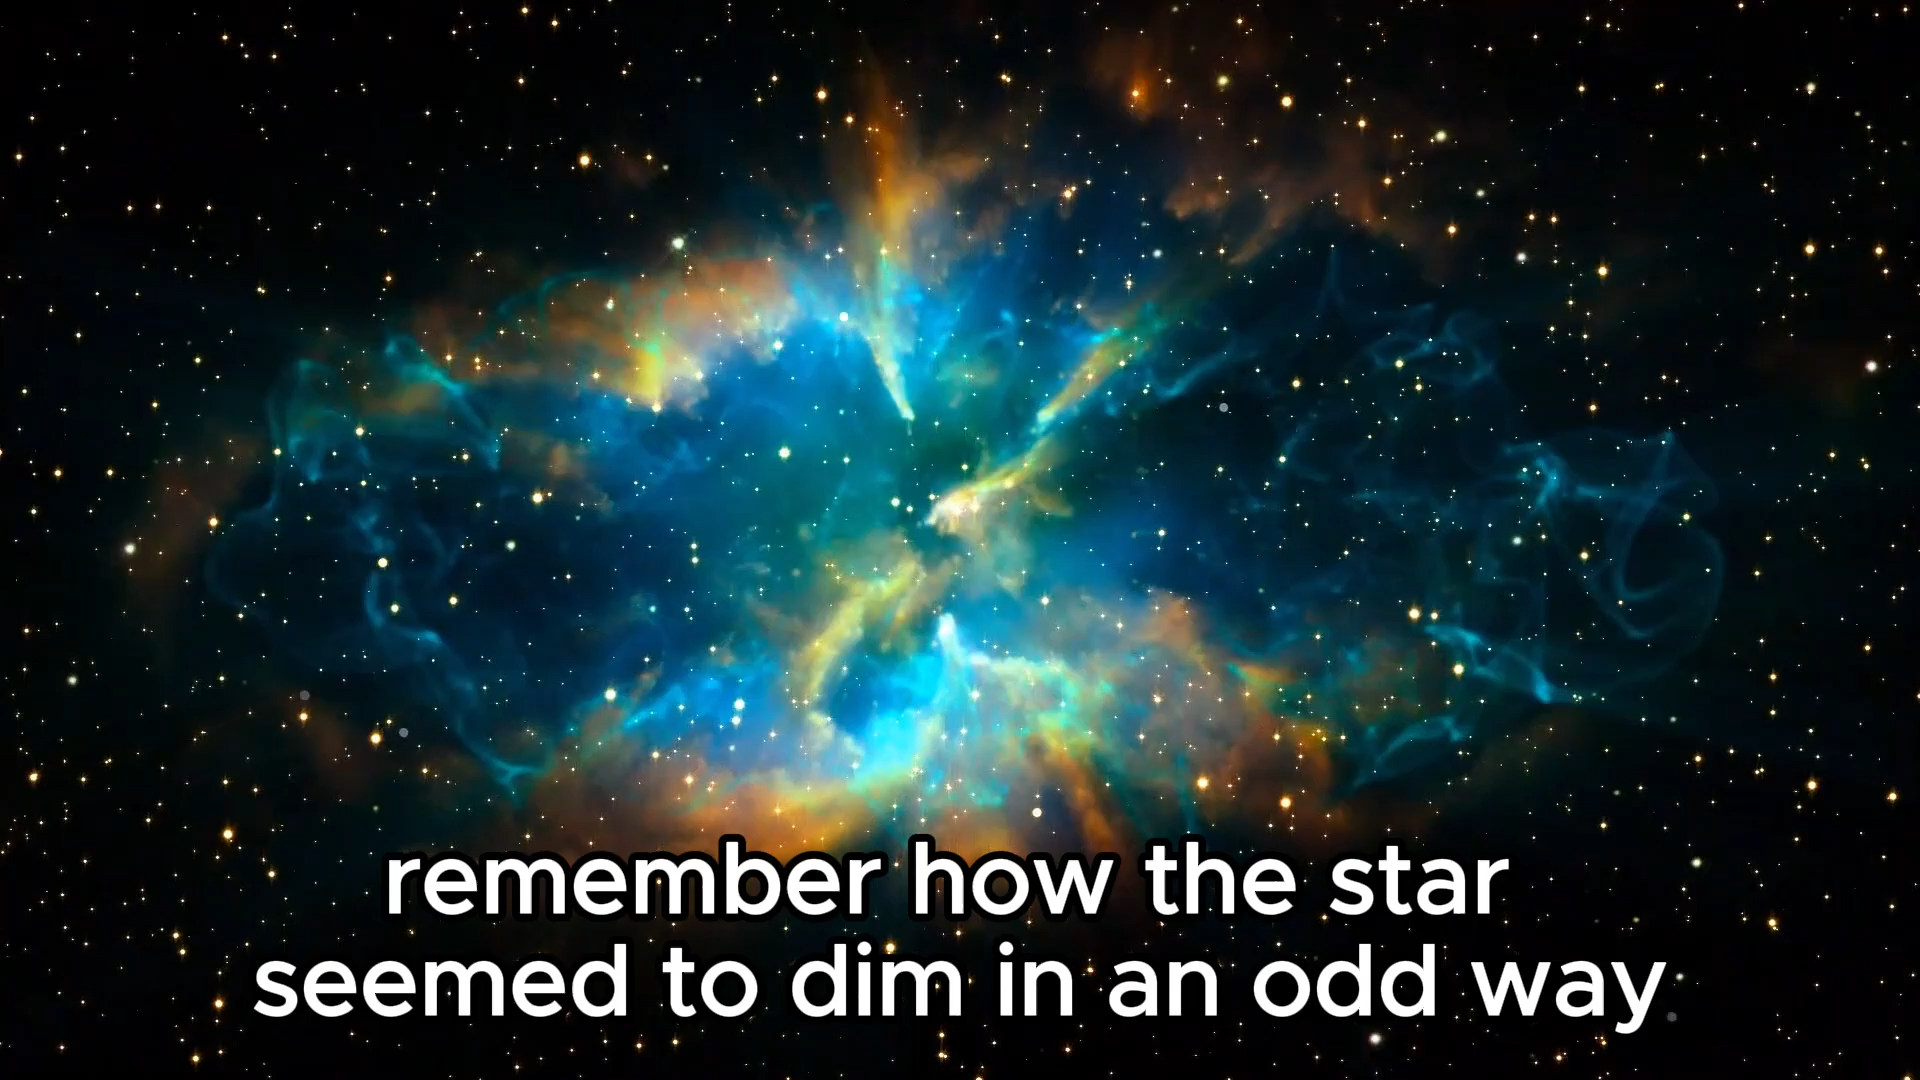 remember how the star
seemed to dim in an odd way